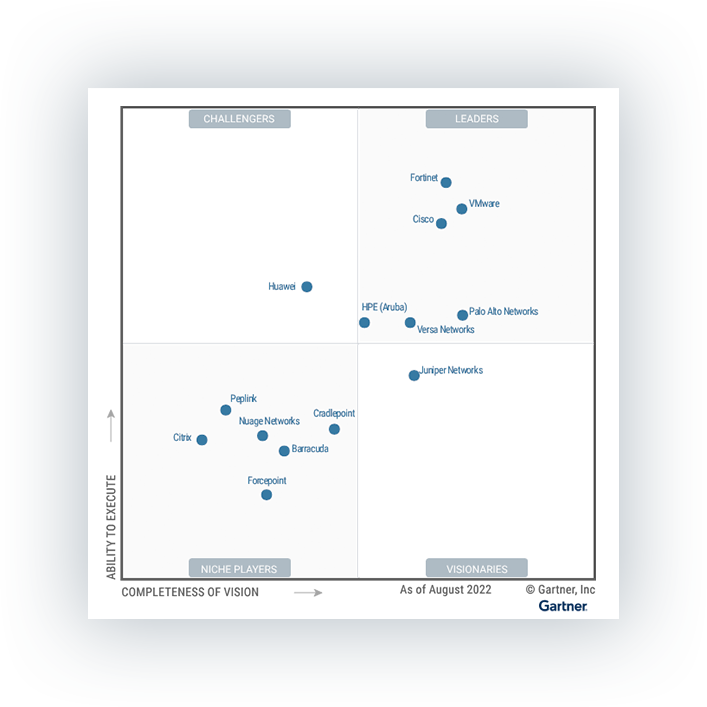 CHALLENGERS
LEADERS
Fortinet
VMware
Cisco
Huawei
HPE (Aruba)
Palo Alto Networks
Versa Networks
Juniper Networks
Peplink
Cradlepoint
Nuage Networks
Citrix
Barracuda
Forcepoint
ABILITY TO EXECUTE
NICHE PLAYERS
VISIONARIES
COMPLETENESS OF VISION
As of August 2022
© Gartner, Inc
Gartner.